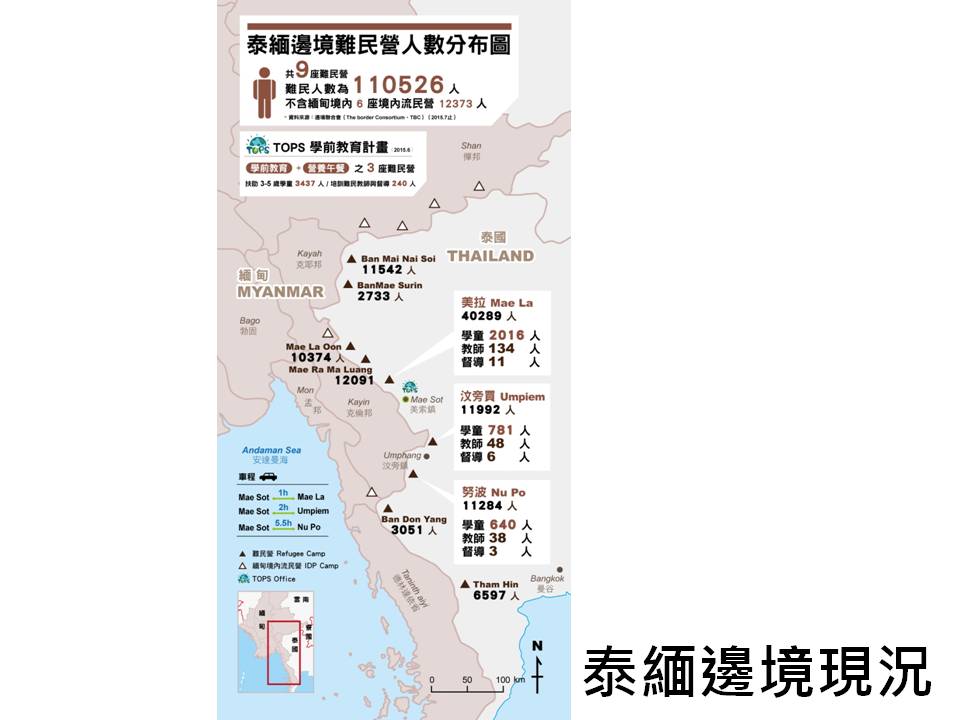 泰緬邊境難民營人數分布圖
共9座難民營
難民人數為 110526 人
不含緬甸境內 6 座境內流民營 12373 人
・資料來源：邊境聯合會（The border Consortium，TBC）（2015.7止）
TOPS
TOPS 學前教育計畫 2015.6
學前教育 + 營養午餐 之 3 座難民營
扶助 3-5 歲學童 3437 人 / 培訓難民教師與督導 240 人
Shan
撣邦
泰國
THAILAND
Kayah
克耶邦
Ban Mai Nai Soi
11542 人
緬甸
MYANMAR
BanMae Surin
2733 人
Bago
勃固
美拉 Mae La
40289 人
學童 2016 人
教師 134 人
督導 11 人
Mae La Oon
10374 人
Mae Ra Ma Luang
12091
Mon
孟邦
Kayin
克倫邦
TOPS
Mae Sot
美索鎮
汶旁買 Umpiem
11992 人
學童 781 人
教師 48 人
督導 6 人
Umphang
汶旁鎮
Andaman Sea
安達曼海
車程
Mae Sot 1h Mae La
Mae Sot 2h Umpiem
Mae Sot 5.5h Nu Po
努波 Nu Po
11284 人
學童 640 人
教師 38 人
督導 3 人
Ban Don Yang
3051 人
難民營 Refugee Camp
緬甸境內流民營 IDP Camp
TOPS Office
Taninth aiyi
德林達依省
Tham Hin
6597 人
Bangkok
曼谷
雲南
緬甸
泰國
N
0 50 100 km
泰緬邊境現況